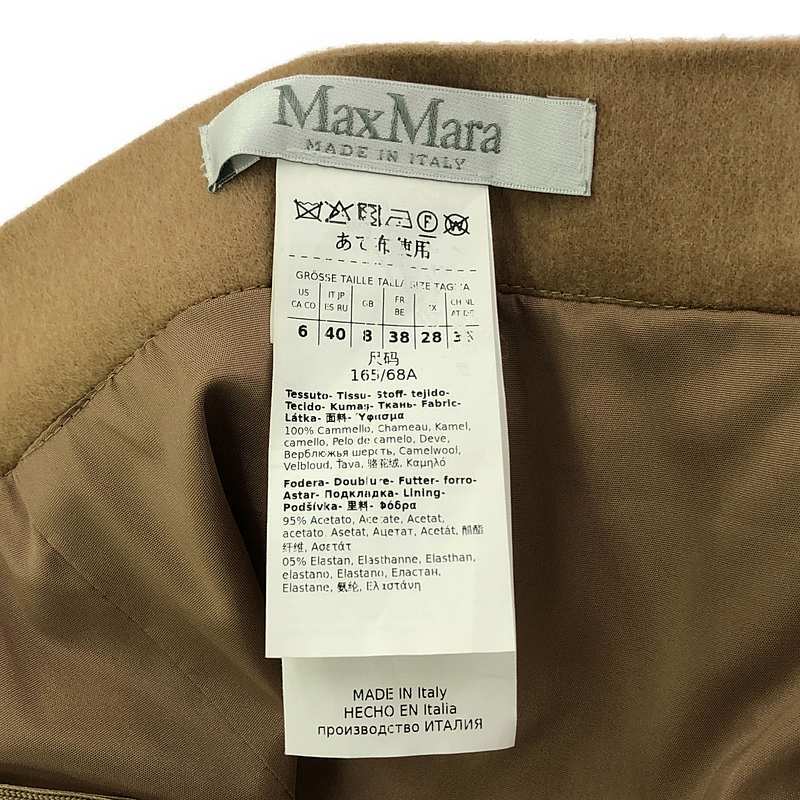 MaxMara
MADE IN ITALY
あて布使用
GRÖSSE TAILLE TALLA SIZE TAGLIA
US IT JP GB FR CH NL
CA CO ES RU BE
6 40 8 38 28
尺码
165/68A
Tessuto- Tissu- Stoff- tejido-
Tecido- Kumaş- Ткань- Fabric-
Látka- 面料- Ύφασμα
100% Cammello, Chameau, Kamel,
camello, Pelo de camelo, Deve,
Верблюжья шерсть, Camelwool,
Velbloud, Ťava, 骆驼绒, Καμηλό
Fodera- Doublure- Futter- forro-
Astar- Подкладка- Lining-
Podšívka- 里料- Φόδρα
95% Acetato, Acetate, Acetat,
acetato, Asetat, Ацетат, Acetát, 醋酯
纤维, Ασετάτ
05% Elastan, Elasthanne, Elasthan,
elastano, Elastano, Еластан,
Elastane, 氨纶, Ελαστάνη
MADE IN Italy
HECHO EN Italia
производство ИТАЛИЯ